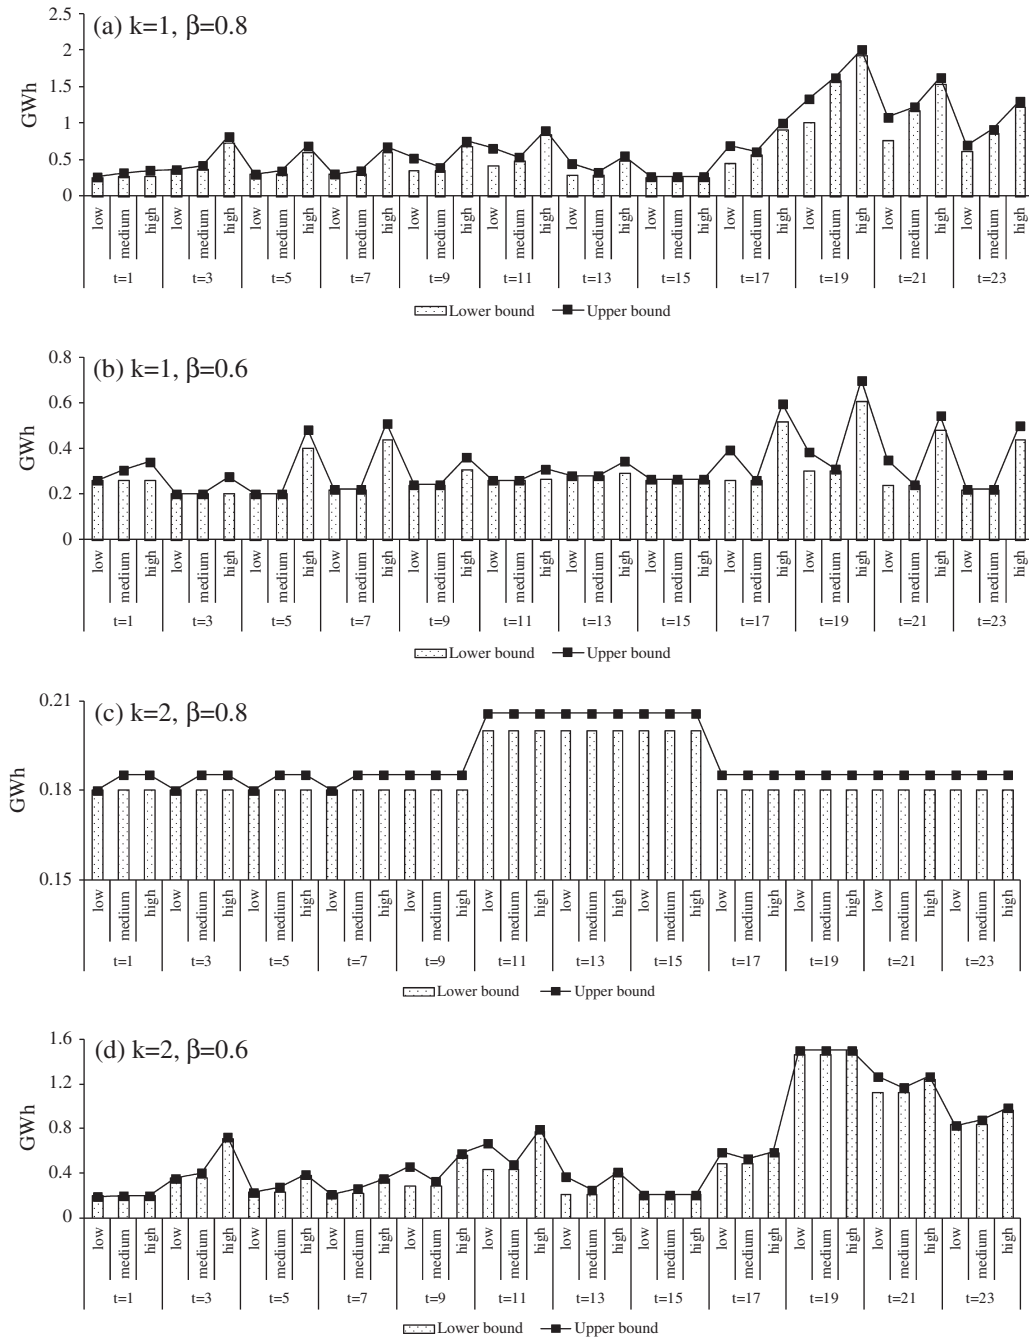 (a) k=1, β=0.8
2.5
2
1.5
1
0.5
0
GWh
low medium high low medium high low medium high low medium high low medium high low medium high low medium high low medium high low medium high low medium high low medium high low medium high
t=1 t=3 t=5 t=7 t=9 t=11 t=13 t=15 t=17 t=19 t=21 t=23
Lower bound Upper bound
(b) k=1, β=0.6
0.8
0.6
0.4
0.2
0
GWh
low medium high low medium high low medium high low medium high low medium high low medium high low medium high low medium high low medium high low medium high low medium high low medium high
t=1 t=3 t=5 t=7 t=9 t=11 t=13 t=15 t=17 t=19 t=21 t=23
Lower bound Upper bound
(c) k=2, β=0.8
0.21
0.18
0.15
GWh
low medium high low medium high low medium high low medium high low medium high low medium high low medium high low medium high low medium high low medium high low medium high low medium high
t=1 t=3 t=5 t=7 t=9 t=11 t=13 t=15 t=17 t=19 t=21 t=23
Lower bound Upper bound
(d) k=2, β=0.6
1.6
1.2
0.8
0.4
0
GWh
low medium high low medium high low medium high low medium high low medium high low medium high low medium high low medium high low medium high low medium high low medium high low medium high
t=1 t=3 t=5 t=7 t=9 t=11 t=13 t=15 t=17 t=19 t=21 t=23
Lower bound Upper bound